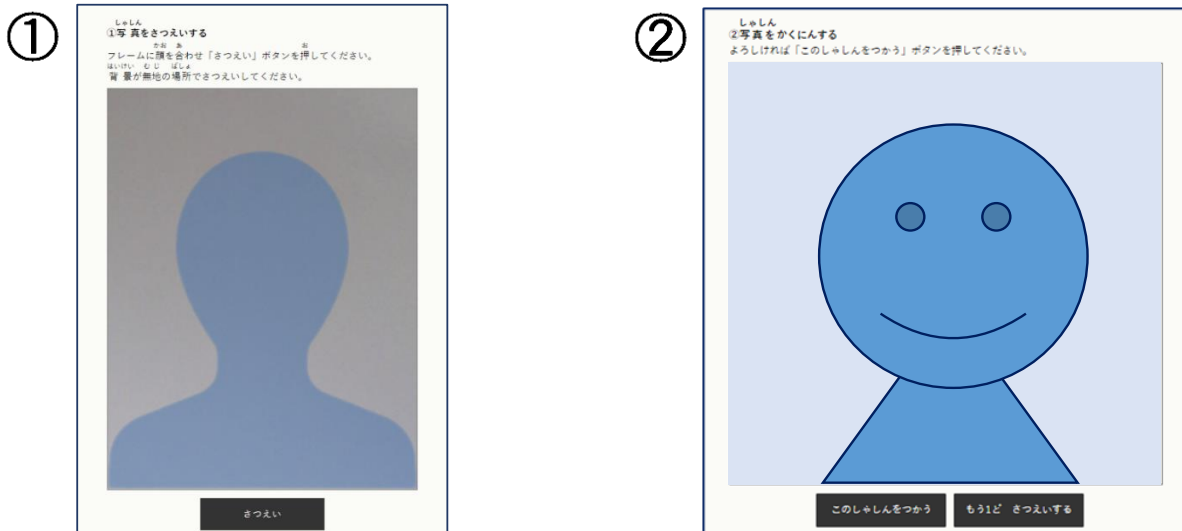 ①
しゃしん
①写真をさつえいする
かお あ お
フレームに顔を合わせ「さつえい」ボタンを押してください。
はいけい むじ ばしょ
背景が無地の場所でさつえいしてください。
さつえい
②
しゃしん
②写真をかくにんする
よろしければ「このしゃしんをつかう」ボタンを押してください。
このしゃしんをつかう
もう1ど さつえいする